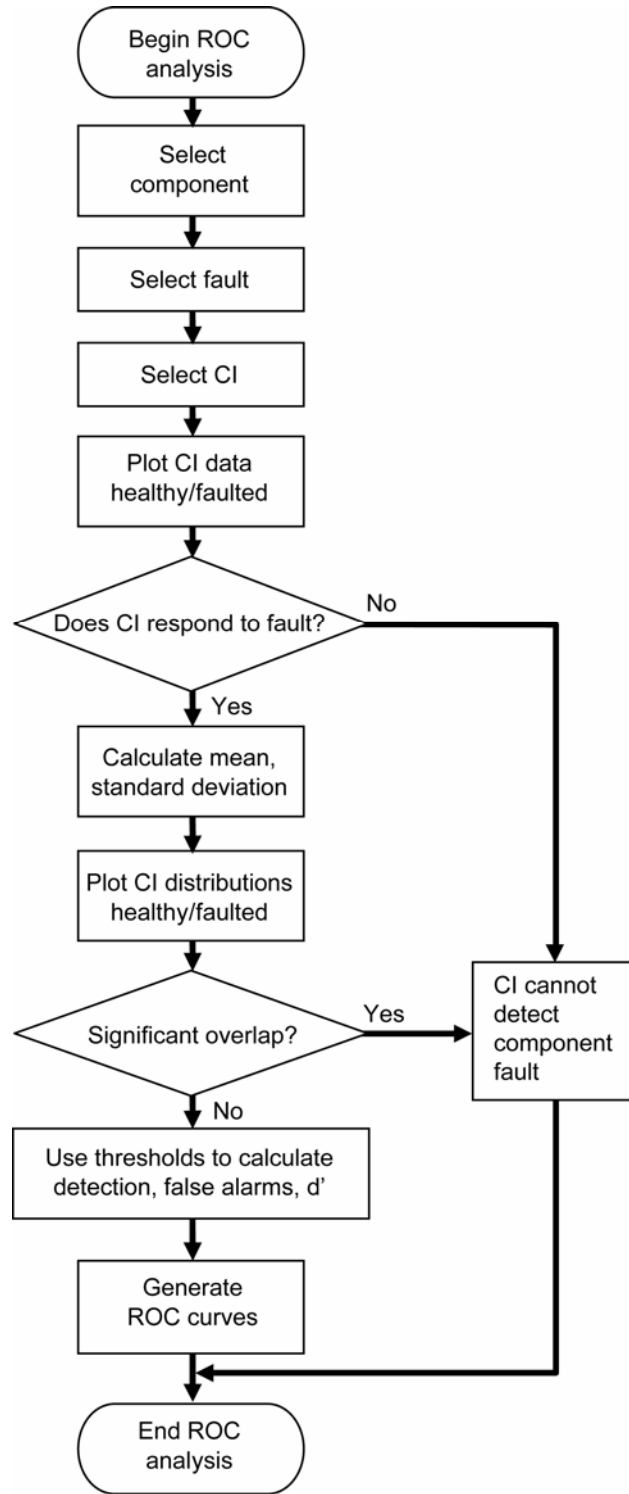 Begin ROC
analysis
Select
component
Select fault
Select CI
Plot CI data
healthy/faulted
Does CI respond to fault?
No
Yes
Calculate mean,
standard deviation
Plot CI distributions
healthy/faulted
Significant overlap?
Yes
CI cannot
detect
component
fault
No
Use thresholds to calculate
detection, false alarms, d’
Generate
ROC curves
End ROC
analysis